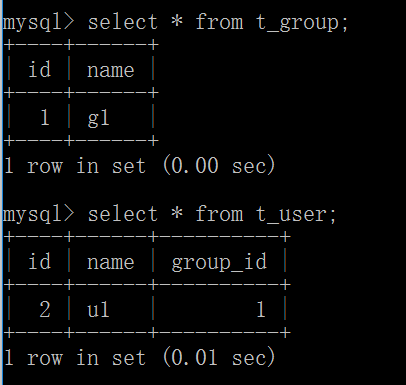 mysql> select * from t_group;
+----+------+
| id | name |
+----+------+
| 1 | g1 |
+----+------+
1 row in set (0.00 sec)
mysql> select * from t_user;
+----+------+----------+
| id | name | group_id |
+----+------+----------+
| 2 | u1 | 1 |
+----+------+----------+
1 row in set (0.01 sec)